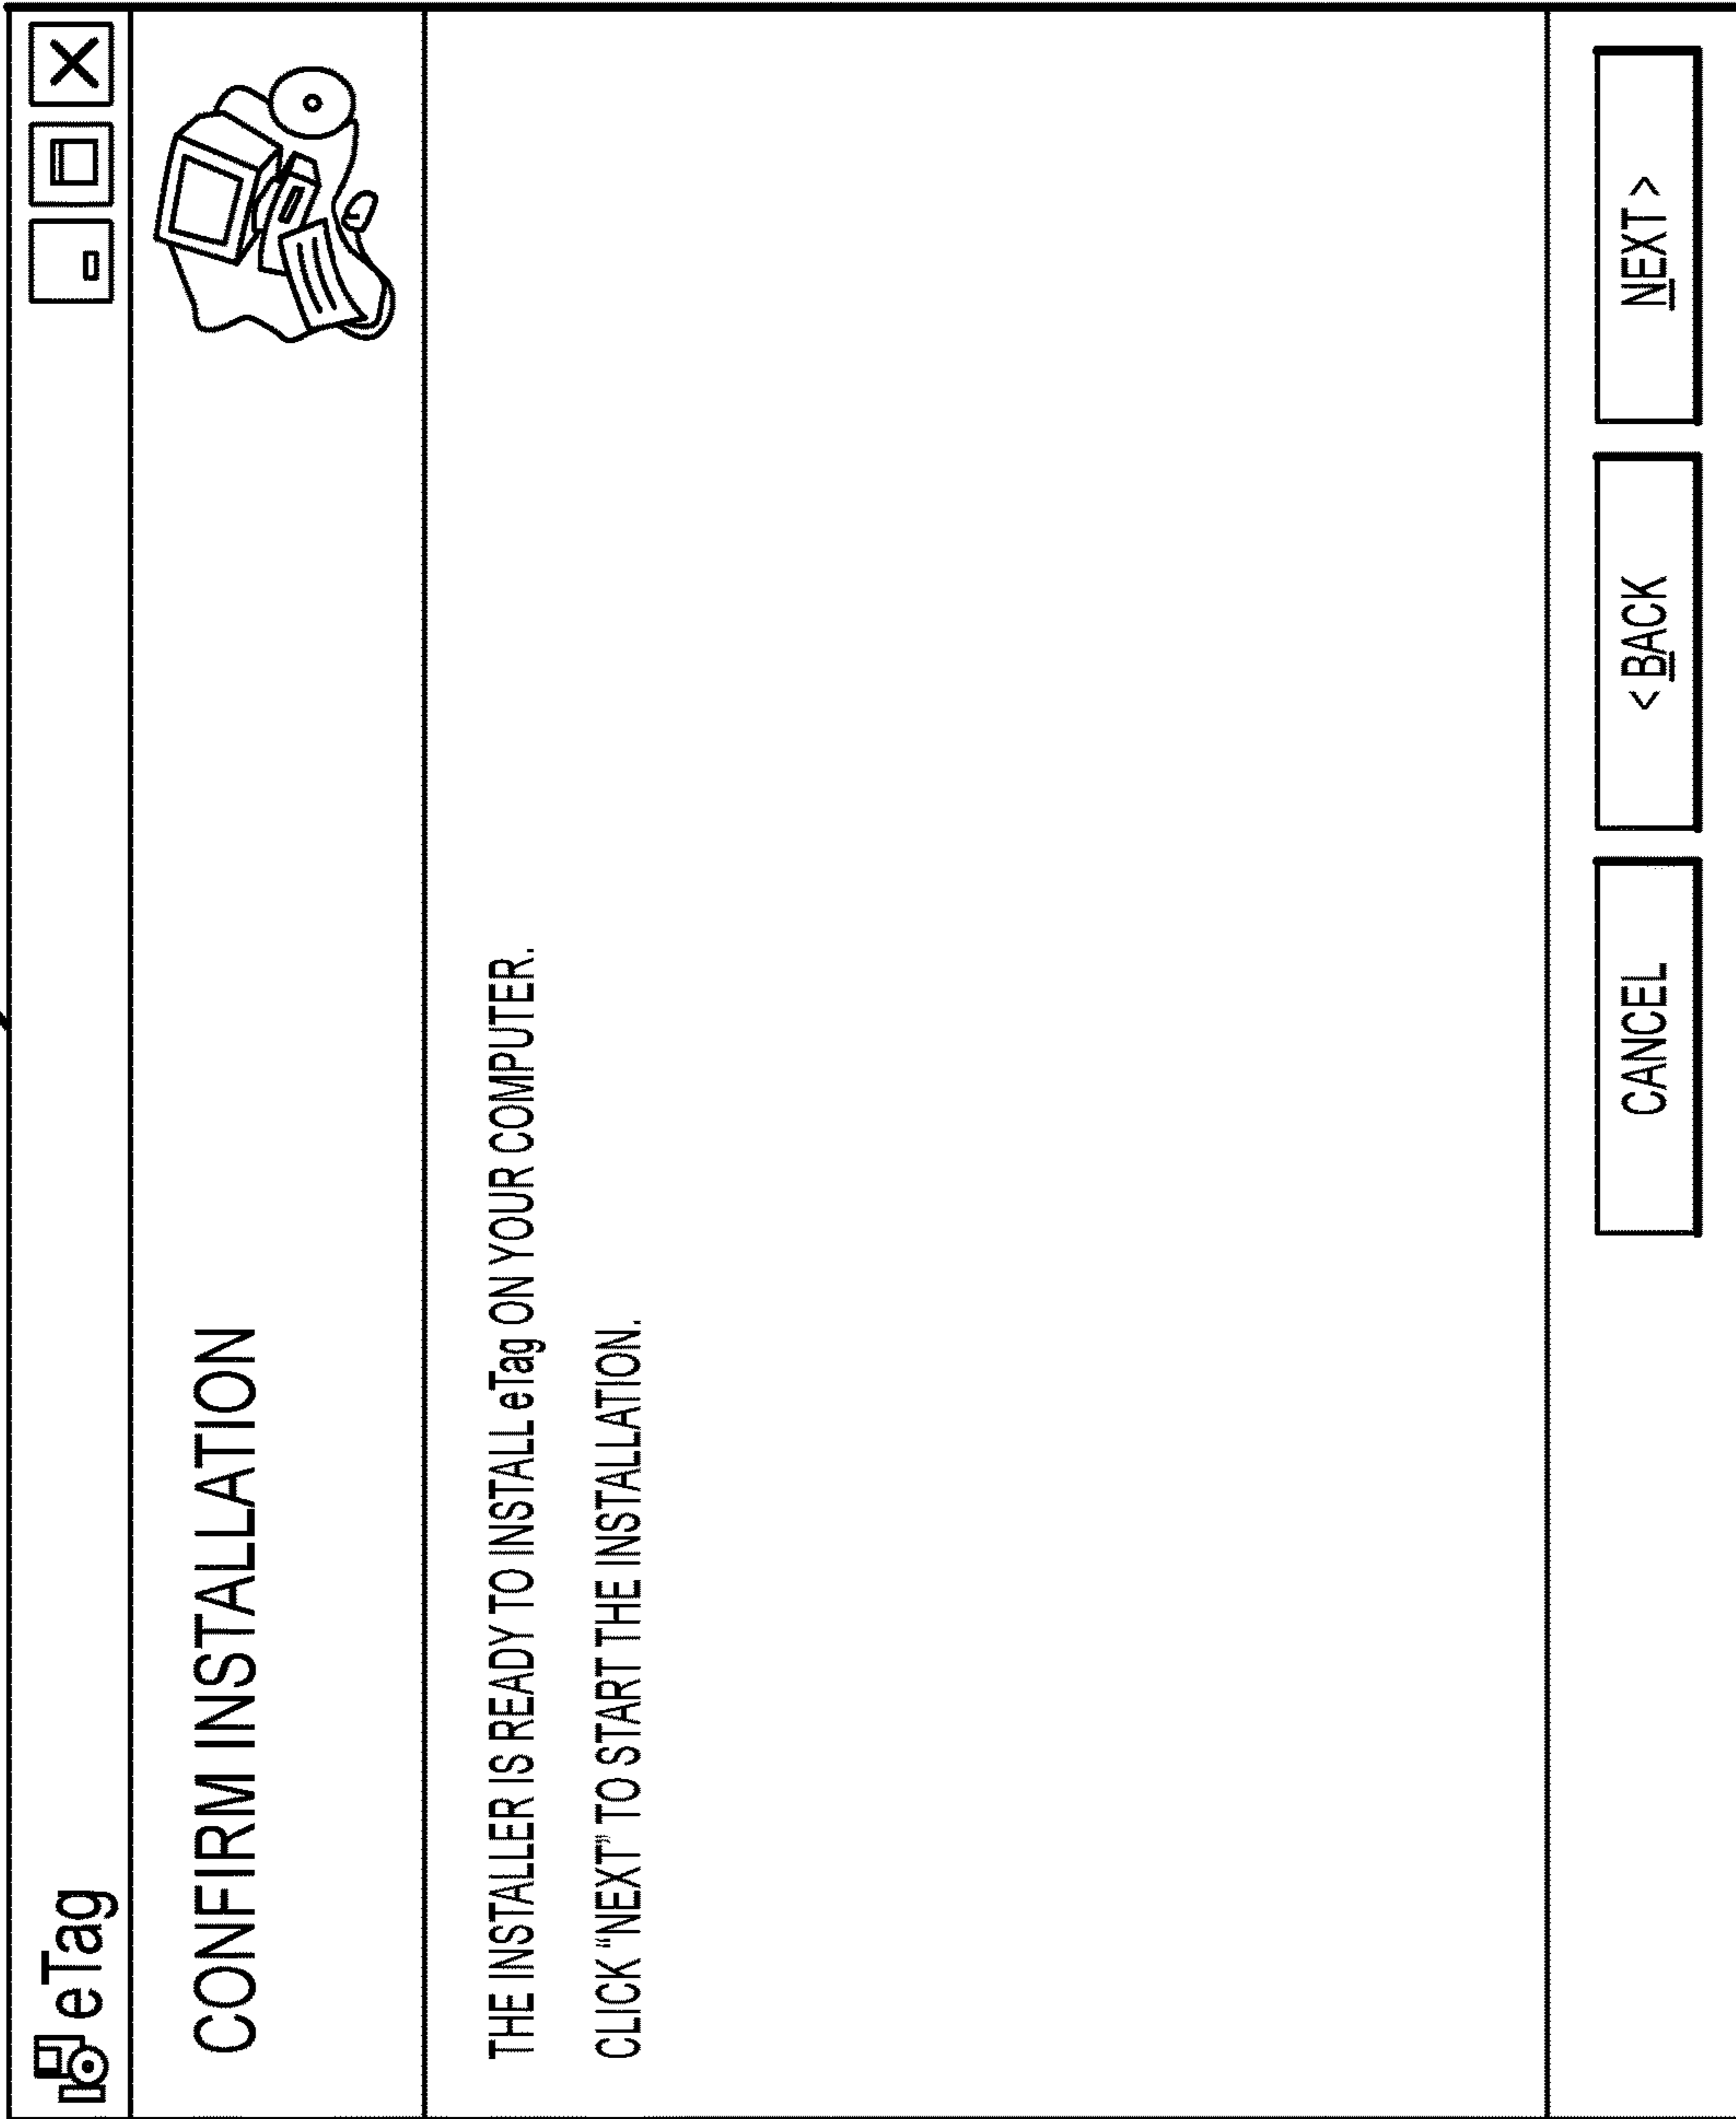 eTag
CONFIRM INSTALLATION
THE INSTALLER IS READY TO INSTALL eTag ON YOUR COMPUTER.
CLICK “NEXT” TO START THE INSTALLATION.
CANCEL
< BACK
NEXT >